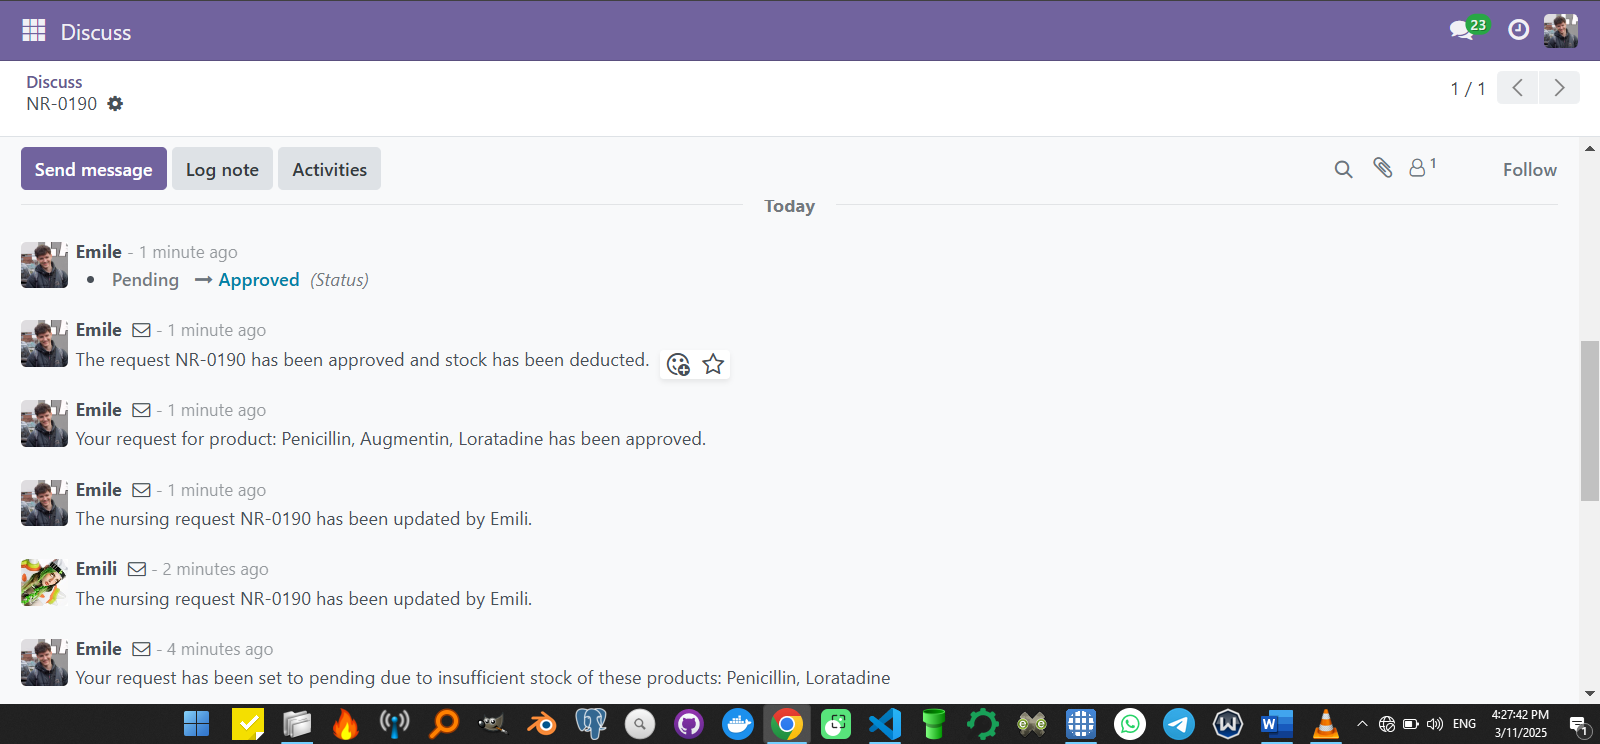 Discuss
23
Discuss
NR-0190
1 / 1
Send message
Log note
Activities
1
Follow
Today
Emile - 1 minute ago
• Pending → Approved (Status)
Emile - 1 minute ago
The request NR-0190 has been approved and stock has been deducted.
Emile - 1 minute ago
Your request for product: Penicillin, Augmentin, Loratadine has been approved.
Emile - 1 minute ago
The nursing request NR-0190 has been updated by Emili.
Emili - 2 minutes ago
The nursing request NR-0190 has been updated by Emili.
Emile - 4 minutes ago
Your request has been set to pending due to insufficient stock of these products: Penicillin, Loratadine
ENG
4:27:42 PM
3/11/2025
1